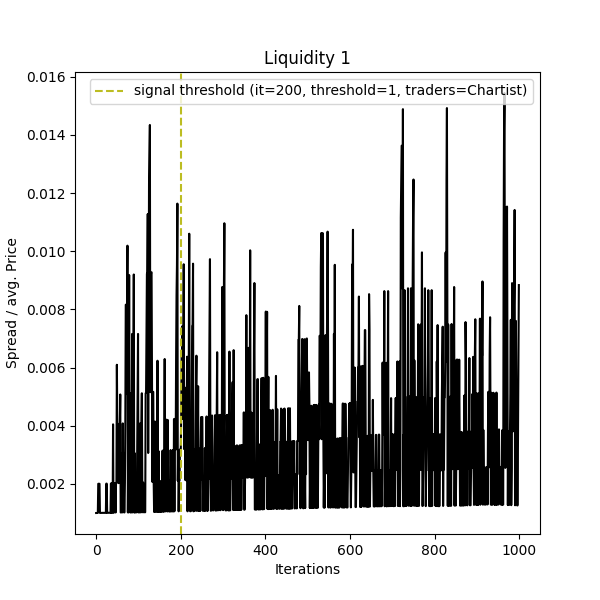 Liquidity 1
signal threshold (it=200, threshold=1, traders=Chartist)
Spread / avg. Price
0.016
0.014
0.012
0.010
0.008
0.006
0.004
0.002
0 200 400 600 800 1000
Iterations